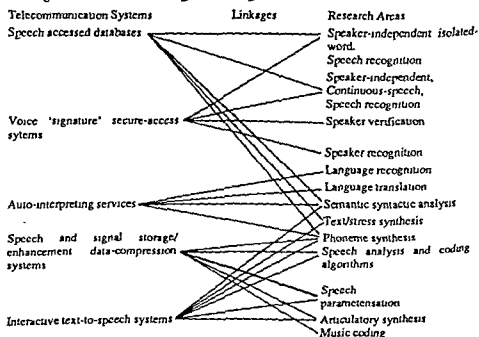 Telecommunication Systems Linkages Research Areas
Speech accessed databases
Speaker-independent isolated-
word.
Speech recognition
Speaker-independent,
Continuous-speech,
Speech recognition
Voice 'signature' secure-access
sytems
Speaker verification
Speaker recognition
Language recognition
Language translation
Auto-interpreting services
Semantic syntactic analysis
Text/stress synthesis
Speech and signal storage/
enhancement data-compression
systems
Phoneme synthesis
Speech analysis and coding
algorithms
Speech
parametensation
Interactive text-to-speech systems
Articulatory synthesis
Music coding